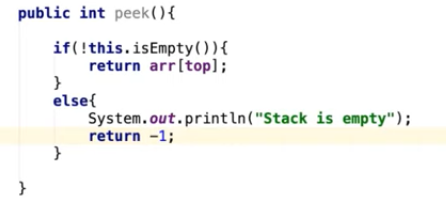 public int peek(){
if(!this.isEmpty()){
return arr[top];
}
else{
System.out.println("Stack is empty");
return -1;
}
}